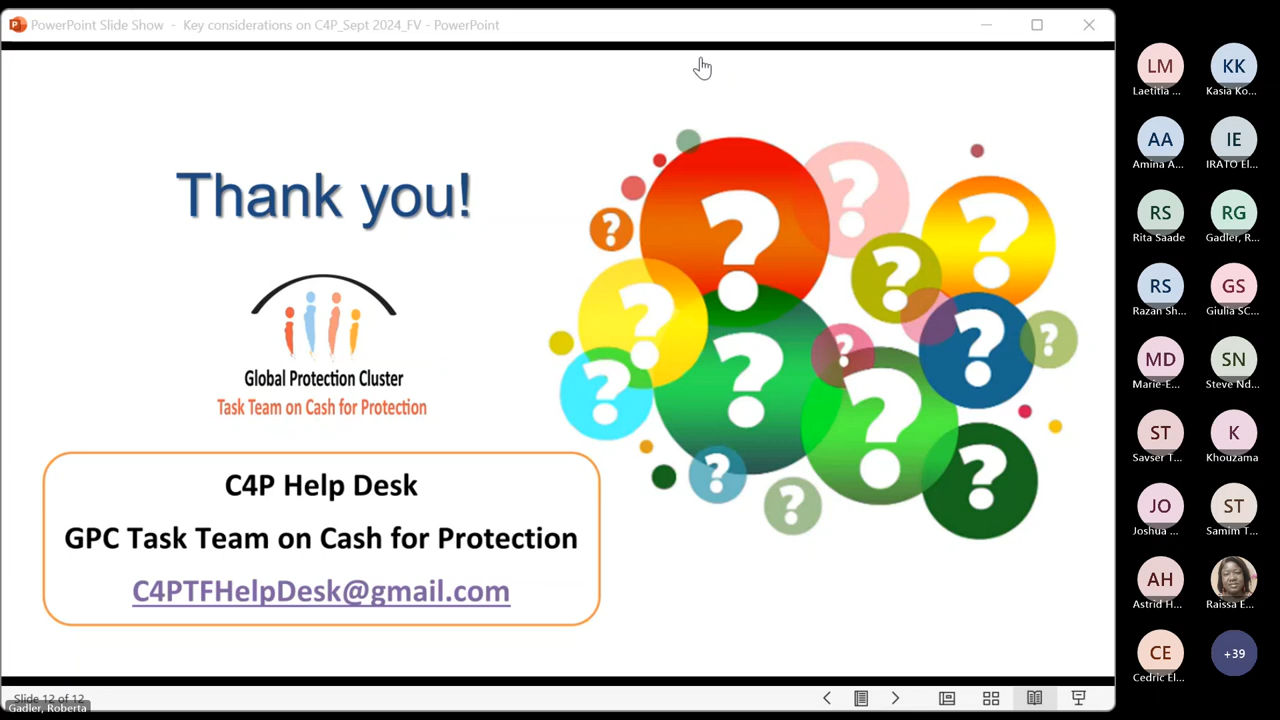 PowerPoint Slide Show - Key considerations on C4P_Sept 2024_FV - PowerPoint
Thank you!
Global Protection Cluster
Task Team on Cash for Protection
C4P Help Desk
GPC Task Team on Cash for Protection
C4PTFHelpDesk@gmail.com
? ? ? ? ? ? ? ? ? ? ? ? ? ? ?
Slide 12 of 12
Gadler, Roberta
LM KK
Laetitia ... Kasia Ko...
AA IE
Amina A... IRATO El...
RS RG
Rita Saade Gadler, R...
RS GS
Razan Sh... Giulia SC...
MD SN
Marie-E... Steve Nd...
ST K
Savser T... Khouzama
JO ST
Joshua ... Samim T...
AH
Astrid H... Raissa E...
CE +39
Cedric El...